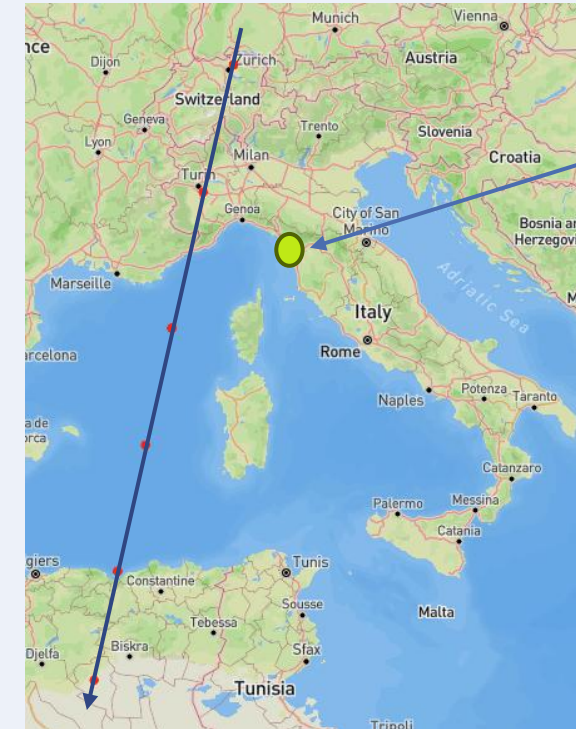 Munich
Vienna
nce
Dijon
Zurich
Austria
Switzerland
Geneva
Trento
Slovenia
Lyon
Milan
Croatia
Turin
Genoa
City of San
Marino
Bosnia an
Herzegovi
Marseille
M
Adriatic Sea
Italy
Rome
arcelona
Naples
Potenza
Taranto
a de
orca
Catanzaro
Palermo
Messina
Catania
giers
Constantine
Tunis
Sousse
Malta
Tebessa
Djelfa
Biskra
Sfax
Tunisia
Tripoli